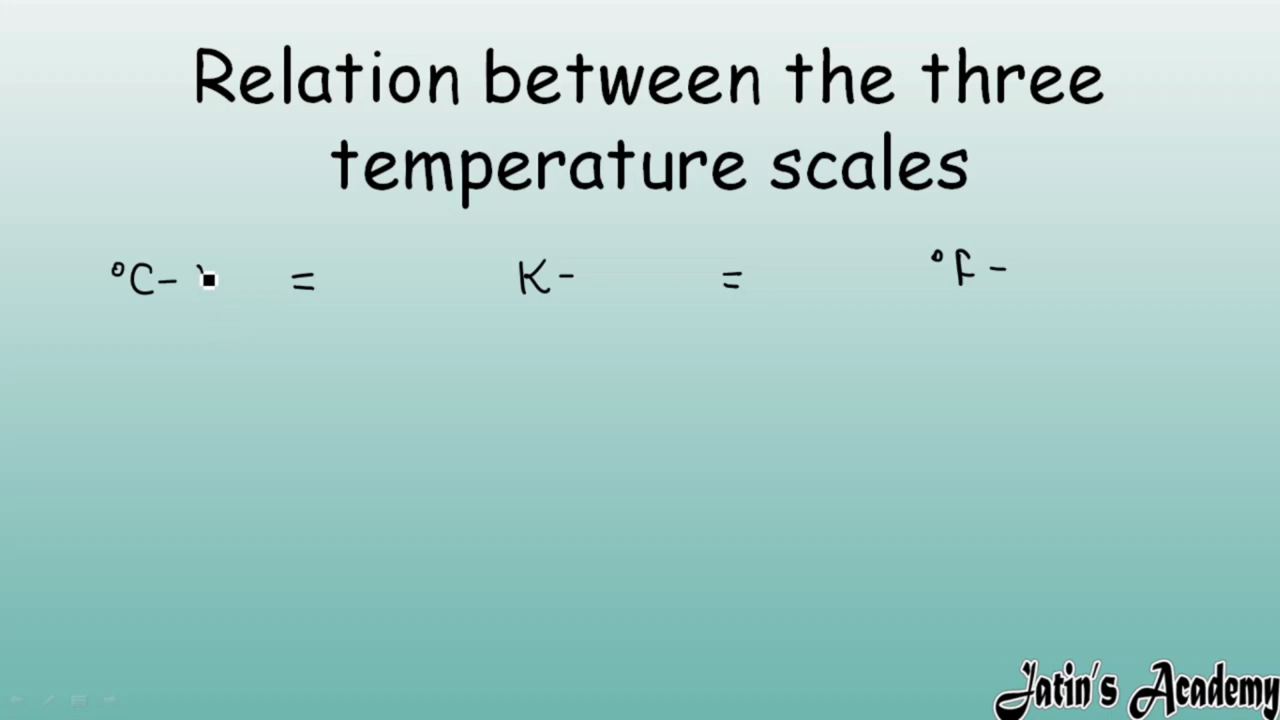 Relation between the three
temperature scales
°C- = K- = °F-
Jatin's Academy